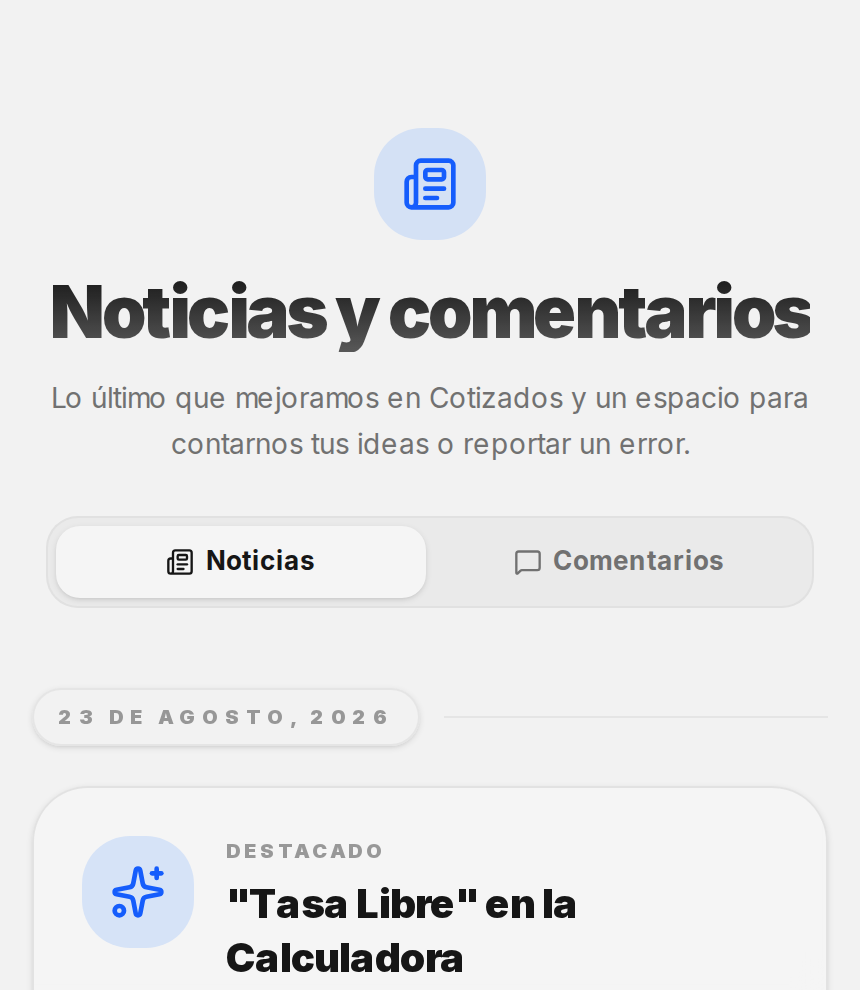 Noticias y comentarios
Lo último que mejoramos en Cotizados y un espacio para
contarnos tus ideas o reportar un error.
Noticias
Comentarios
23 DE AGOSTO, 2026
DESTACADO
"Tasa Libre" en la
Calculadora